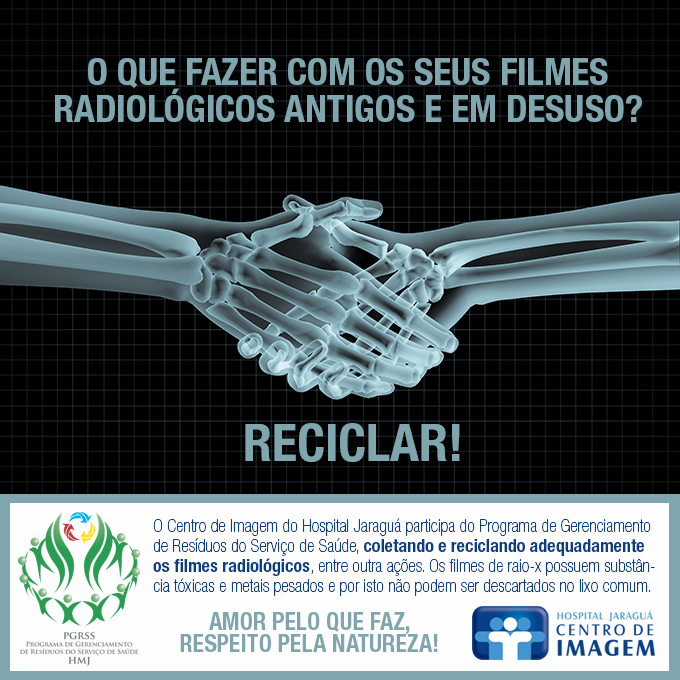 O QUE FAZER COM OS SEUS FILMES
RADIOLÓGICOS ANTIGOS E EM DESUSO?
RECICLAR!
O Centro de Imagem do Hospital Jaraguá participa do Programa de Gerenciamento
de Resíduos do Serviço de Saúde, coletando e reciclando adequadamente
os filmes radiológicos, entre outra ações. Os filmes de raio-x possuem substân-
cia tóxicas e metais pesados e por isto não podem ser descartados no lixo comum.
PGRSS
PROGRAMA DE GERENCIAMENTO
DE RESÍDUOS DO SERVIÇO DE SAÚDE
HMJ
AMOR PELO QUE FAZ,
RESPEITO PELA NATUREZA!
HOSPITAL JARAGUÁ
CENTRO DE
IMAGEM